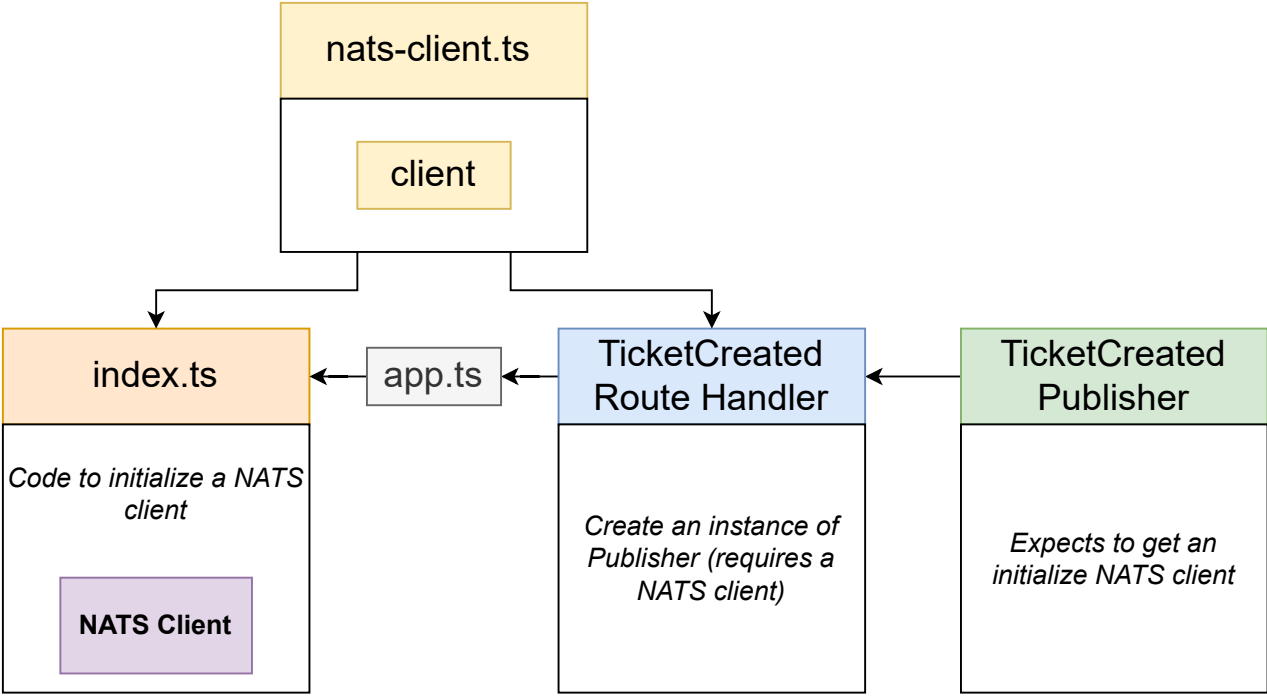 nats-client.ts
client
index.ts
app.ts
TicketCreated
Route Handler
TicketCreated
Publisher
Code to initialize a NATS
client
NATS Client
Create an instance of
Publisher (requires a
NATS client)
Expects to get an
initialize NATS client